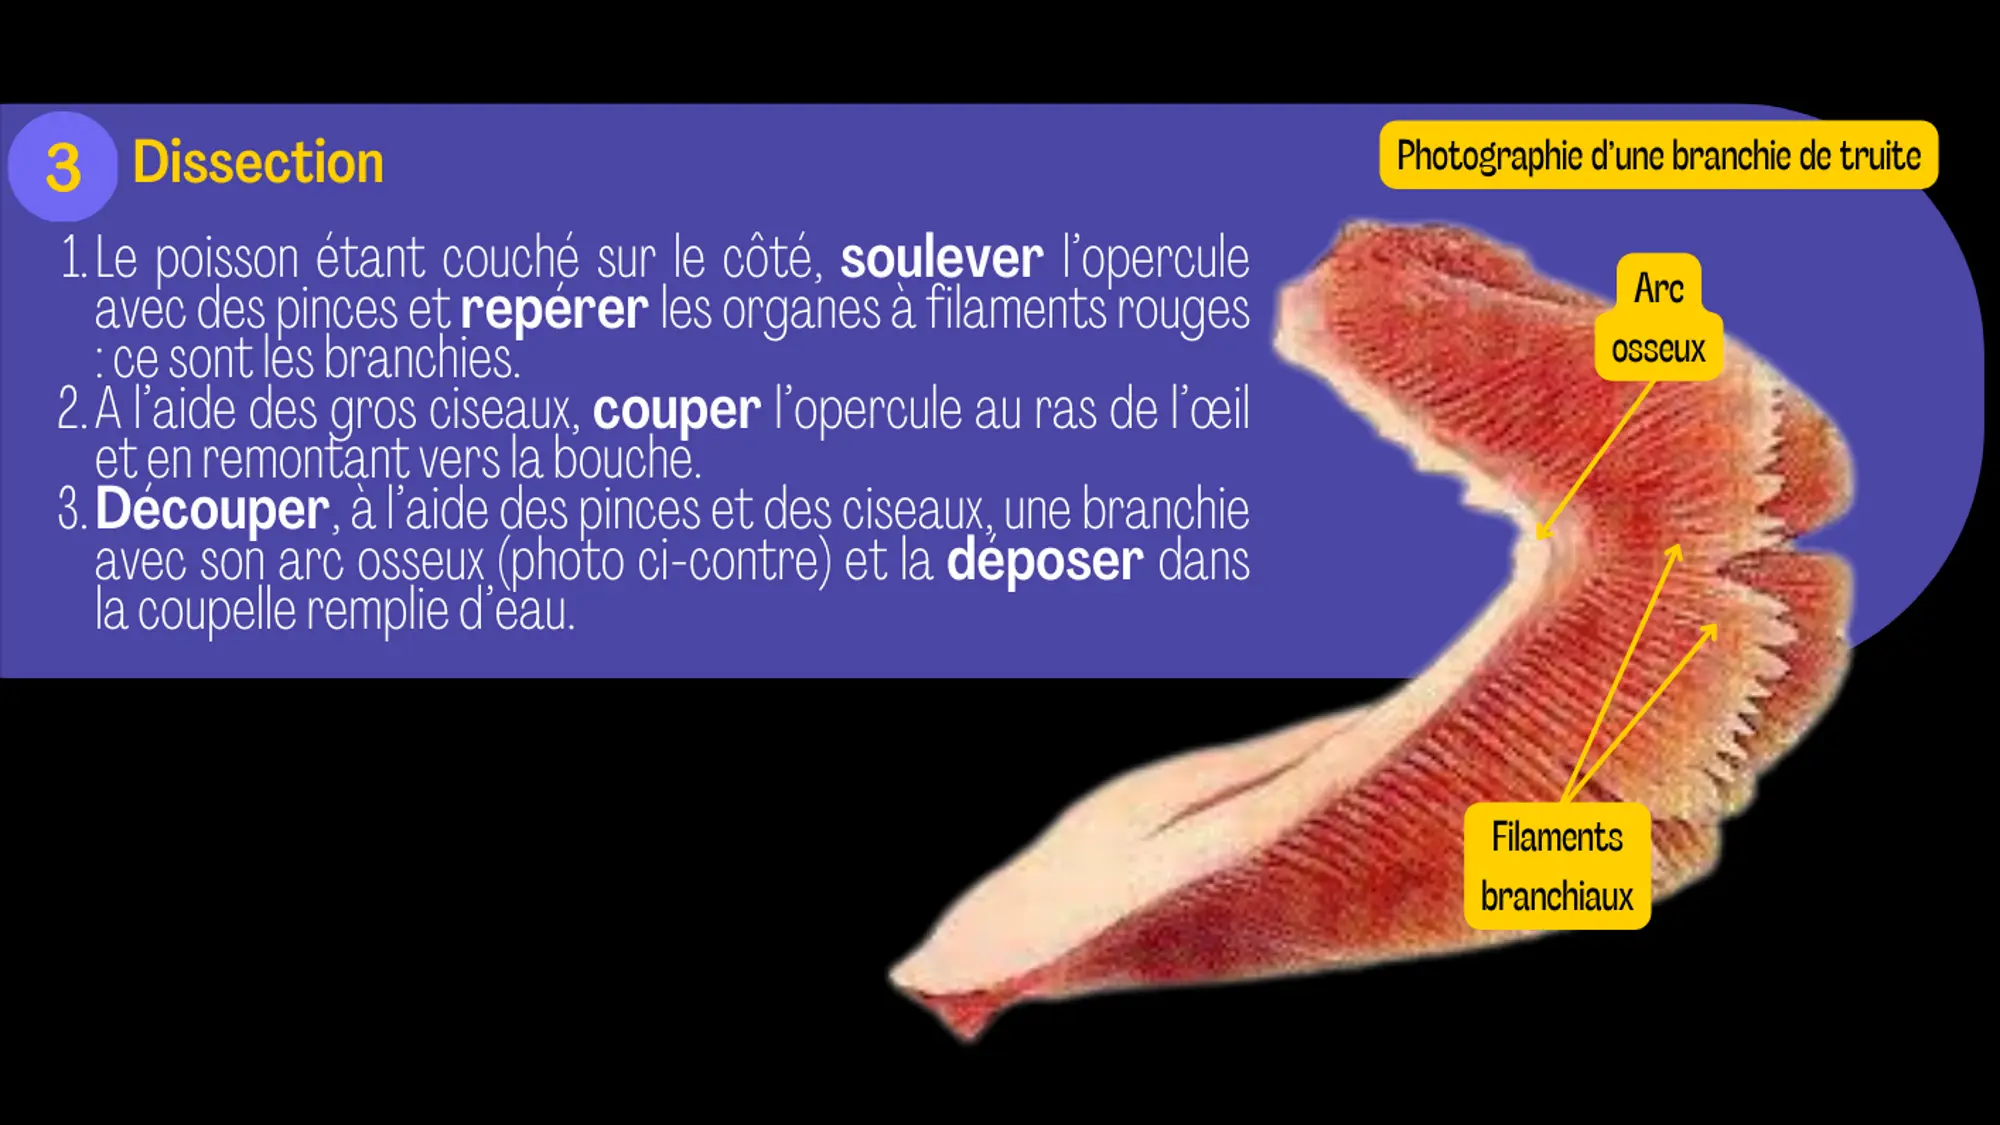 3 Dissection
Photographie d'une branchie de truite
1. Le poisson étant couché sur le côté, soulever l'opercule
avec des pinces et repérer les organes à filaments rouges
: ce sont les branchies.
2. A l'aide des gros ciseaux, couper l'opercule au ras de l'œil
et en remontant vers la bouche.
3. Découper, à l'aide des pinces et des ciseaux, une branchie
avec son arc osseux (photo ci-contre) et la déposer dans
la coupelle remplie d'eau.
Arc
osseux
Filaments
branchiaux